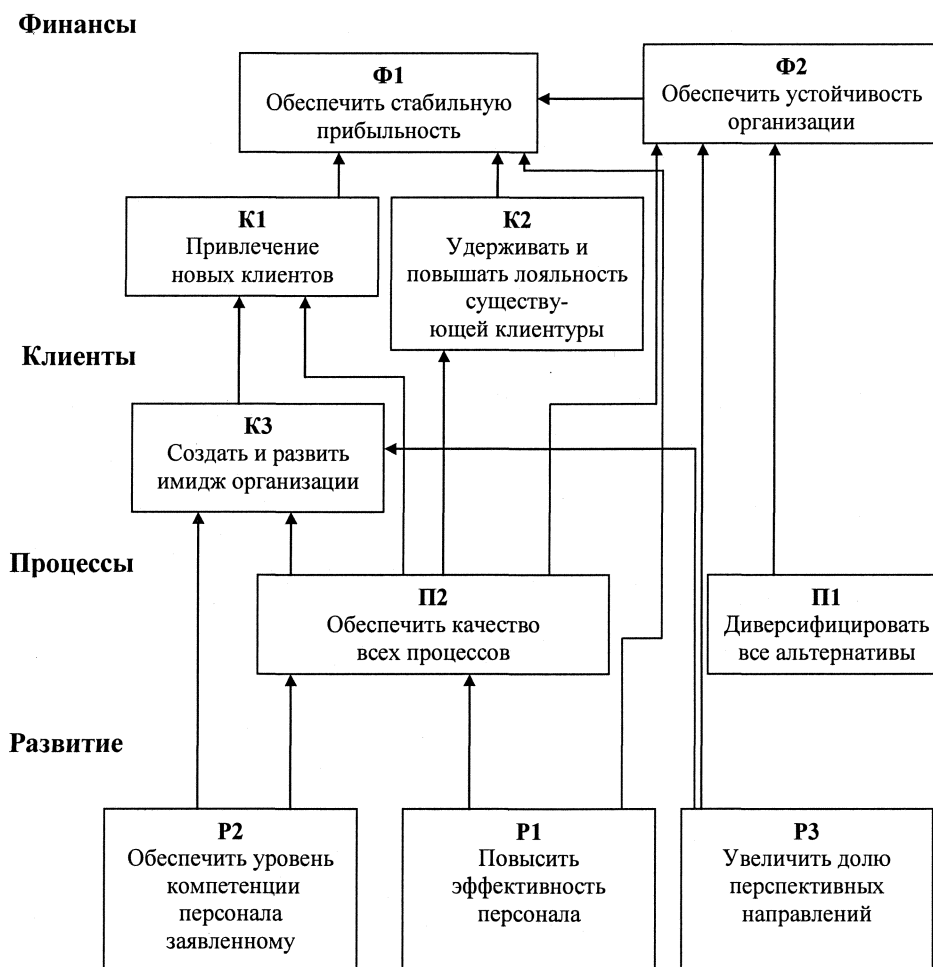 Финансы
Ф1
Обеспечить стабильную
прибыльность
Ф2
Обеспечить устойчивость
организации
К1
Привлечение
новых клиентов
К2
Удерживать и
повышать лояльность
существу-
ющей клиентуры
Клиенты
К3
Создать и развить
имидж организации
Процессы
П2
Обеспечить качество
всех процессов
П1
Диверсифицировать
все альтернативы
Развитие
Р2
Обеспечить уровень
компетенции
персонала
заявленному
Р1
Повысить
эффективность
персонала
Р3
Увеличить долю
перспективных
направлений